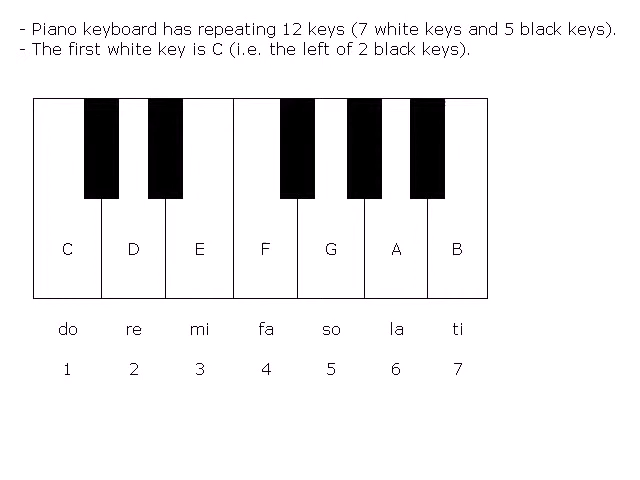 - Piano keyboard has repeating 12 keys (7 white keys and 5 black keys).
- The first white key is C (i.e. the left of 2 black keys).
C D E F G A B
do re mi fa so la ti
1 2 3 4 5 6 7